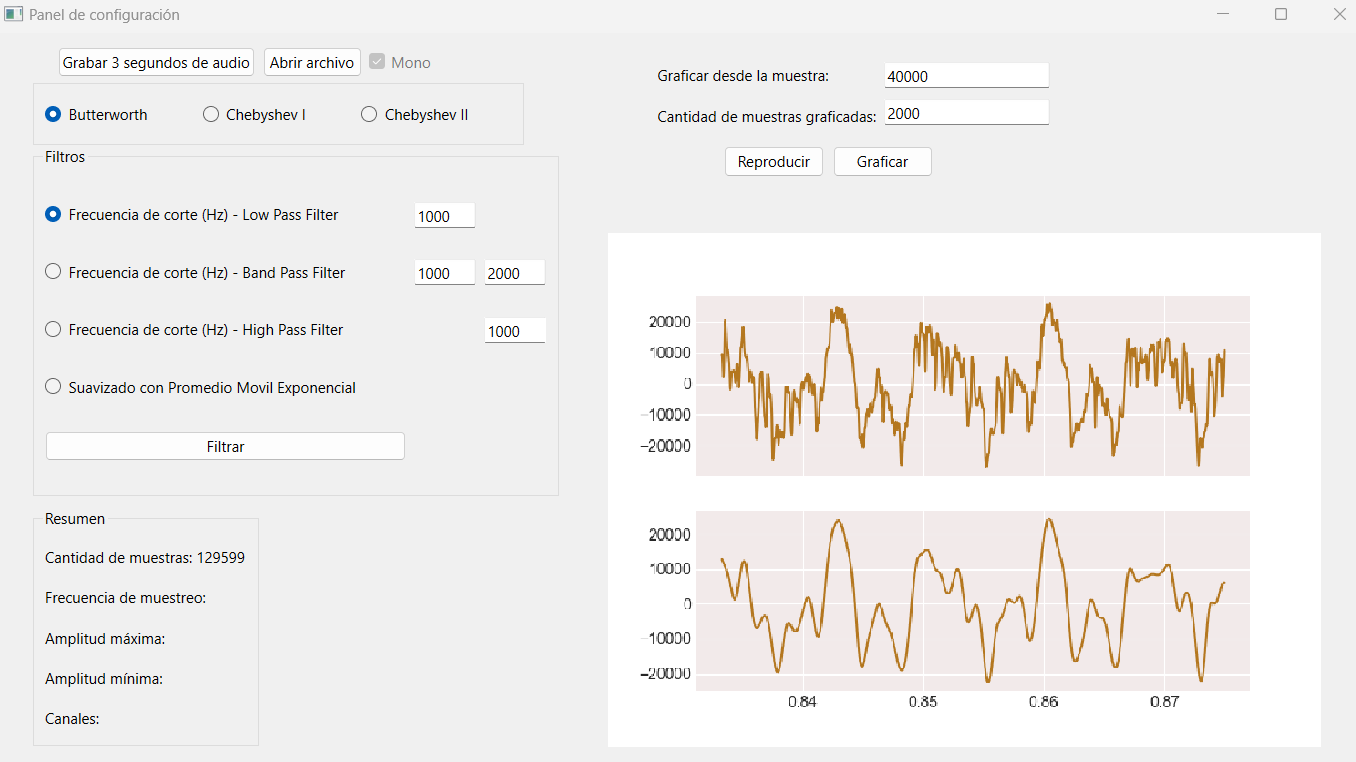 Panel de configuración
Grabar 3 segundos de audio Abrir archivo Mono
Butterworth Chebyshev I Chebyshev II
Filtros
Frecuencia de corte (Hz) - Low Pass Filter 1000
Frecuencia de corte (Hz) - Band Pass Filter 1000 2000
Frecuencia de corte (Hz) - High Pass Filter 1000
Suavizado con Promedio Movil Exponencial
Filtrar
Resumen
Cantidad de muestras: 129599
Frecuencia de muestreo:
Amplitud máxima:
Amplitud mínima:
Canales:
Graficar desde la muestra: 40000
Cantidad de muestras graficadas: 2000
Reproducir Graficar
20000
10000
0
−10000
−20000
20000
10000
0
−10000
−20000
0.84 0.85 0.86 0.87